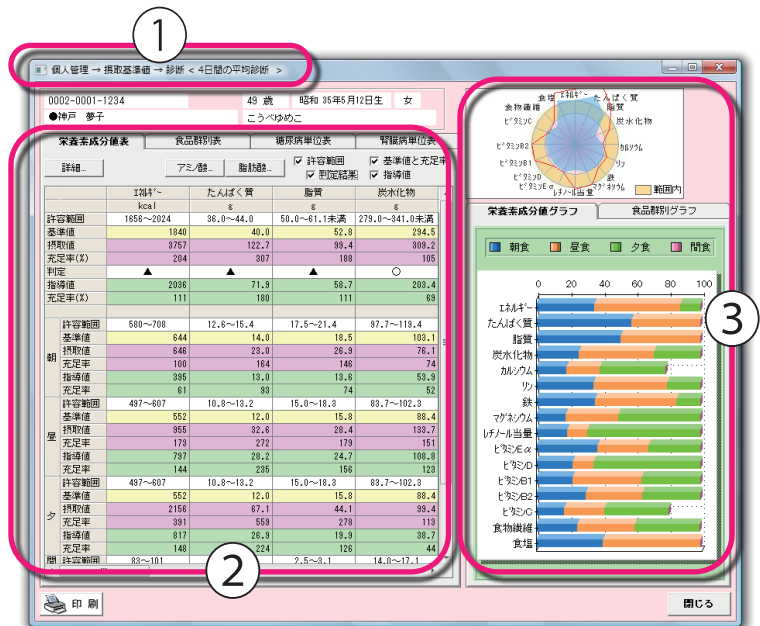 ①
個人管理 → 摂取基準値 → 診断 < 4日間の平均診断 >
0002-0001-1234 49 歳 昭和 35年5月12日生 女
●神戸 夢子 こうべゆめこ
栄養素成分値表 食品群別表 糖尿病単位表 腎臓病単位表
詳細... アミノ酸... 脂肪酸... ✓許容範囲 ✓基準値と充足率
✓判定結果 ✓指導値
ｴﾈﾙｷﾞｰ たんぱく質 脂質 炭水化物
kcal g g g
許容範囲 1656～2024 36.0～44.0 50.0～61.1未満 279.0～341.0未満
基準値 1840 40.0 52.8 294.5
摂取値 3757 122.7 99.4 309.2
充足率(%) 204 307 188 105
判定 ▲ ▲ ▲ ○
指導値 2036 71.9 58.7 203.4
充足率(%) 111 180 111 69
朝
許容範囲 580～708 12.6～15.4 17.5～21.4 97.7～119.4
基準値 644 14.0 18.5 103.1
摂取値 646 23.0 26.9 76.1
充足率 100 164 146 74
指導値 395 13.0 13.6 53.9
充足率 61 93 74 52
昼
許容範囲 497～607 10.8～13.2 15.0～18.3 83.7～102.3
基準値 552 12.0 15.8 88.4
摂取値 955 32.6 28.4 133.7
充足率 173 272 179 151
指導値 797 28.2 24.7 108.8
充足率 144 235 156 123
夕
許容範囲 497～607 10.8～13.2 15.0～18.3 83.7～102.3
基準値 552 12.0 15.8 88.4
摂取値 2156 67.1 44.1 99.4
充足率 391 559 278 113
指導値 817 26.9 19.9 38.7
充足率 148 224 126 44
間 許容範囲 83～101 2.5～3.1 14.0～17.1
②
印 刷
食塩 ｴﾈﾙｷﾞｰ たんぱく質
食物繊維 脂質
ﾋﾞﾀﾐﾝC 炭水化物
ﾋﾞﾀﾐﾝB2 ｶﾙｼｳﾑ
ﾋﾞﾀﾐﾝB1 ﾘﾝ
ﾋﾞﾀﾐﾝD 鉄
ﾋﾞﾀﾐﾝEα ﾚﾁﾉｰﾙ当量 ﾏｸﾞﾈｼｳﾑ 範囲内
栄養素成分値グラフ 食品群別グラフ
朝食 昼食 夕食 間食
0 20 40 60 80 100
ｴﾈﾙｷﾞｰ
たんぱく質
脂質
炭水化物
ｶﾙｼｳﾑ
ﾘﾝ
鉄
ﾏｸﾞﾈｼｳﾑ
ﾚﾁﾉｰﾙ当量
ﾋﾞﾀﾐﾝEα
ﾋﾞﾀﾐﾝD
ﾋﾞﾀﾐﾝB1
ﾋﾞﾀﾐﾝB2
ﾋﾞﾀﾐﾝC
食物繊維
食塩
③
閉じる